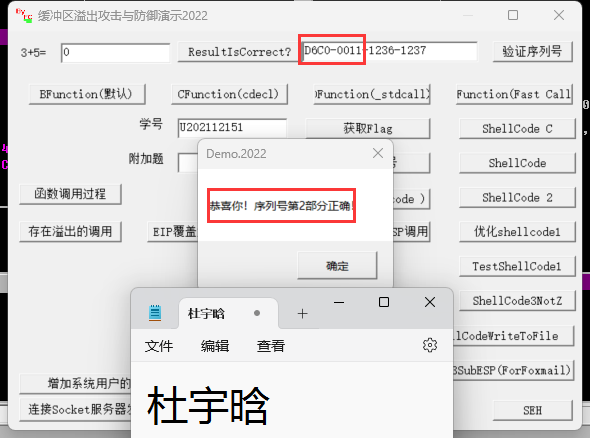 缓冲区溢出攻击与防御演示2022
3+5= 0 ResultIsCorrect? D6C0-0011-1236-1237 验证序列号
BFunction(默认) CFunction(cdecl) DFunction(_stdcall) Function(Fast Call
学号 U202112151 获取Flag ShellCode C
附加题 号 ShellCode
Demo.2022
恭喜你！序列号第2部分正确!
确定
函数调用过程 code ) ShellCode 2
存在溢出的调用 EIP覆盖 SP调用 优化shellcode1
TestShellCode1
ShellCode3NotZ
llCodeWriteToFile
SubESP(ForFoxmail)
增加系统用户的
连接Socket服务器 SEH
杜宇晗
文件 编辑 查看
杜宇晗